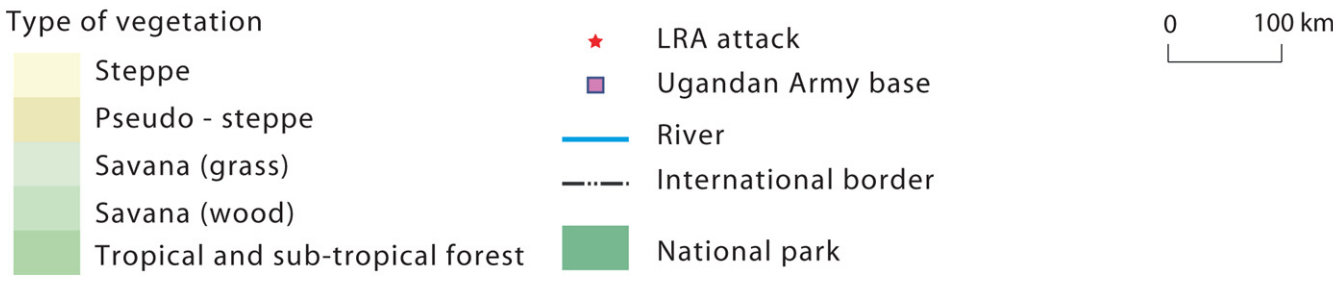 Type of vegetation
Steppe
Pseudo - steppe
Savana (grass)
Savana (wood)
Tropical and sub-tropical forest
LRA attack
Ugandan Army base
River
International border
National park
0 100 km